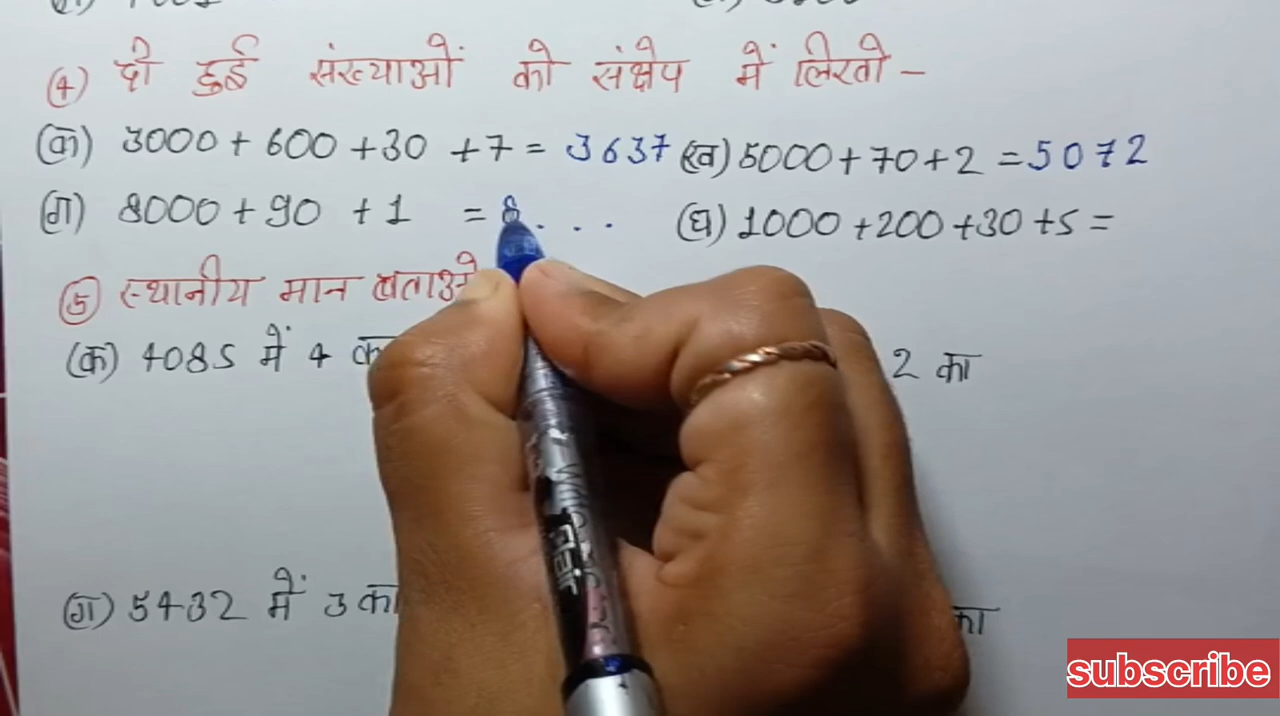 (4) दी हुई संख्याओं को संक्षेप में लिखो –
(क) 3000 + 600 + 30 + 7 = 3637 (ख) 5000 + 70 + 2 = 5072
(ग) 8000 + 90 + 1 = 8 . . . (घ) 1000 + 200 + 30 + 5 =
(5) स्थानीय मान बताओ
(क) 4085 में 4 का 2 का
(ग) 5432 में 3 का का
subscribe